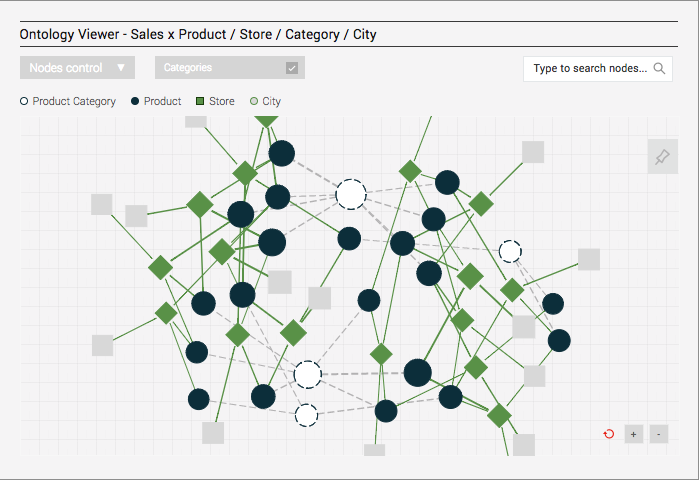 Ontology Viewer - Sales x Product / Store / Category / City
Nodes control
Categories
Type to search nodes...
Product Category
Product
Store
City
+
-